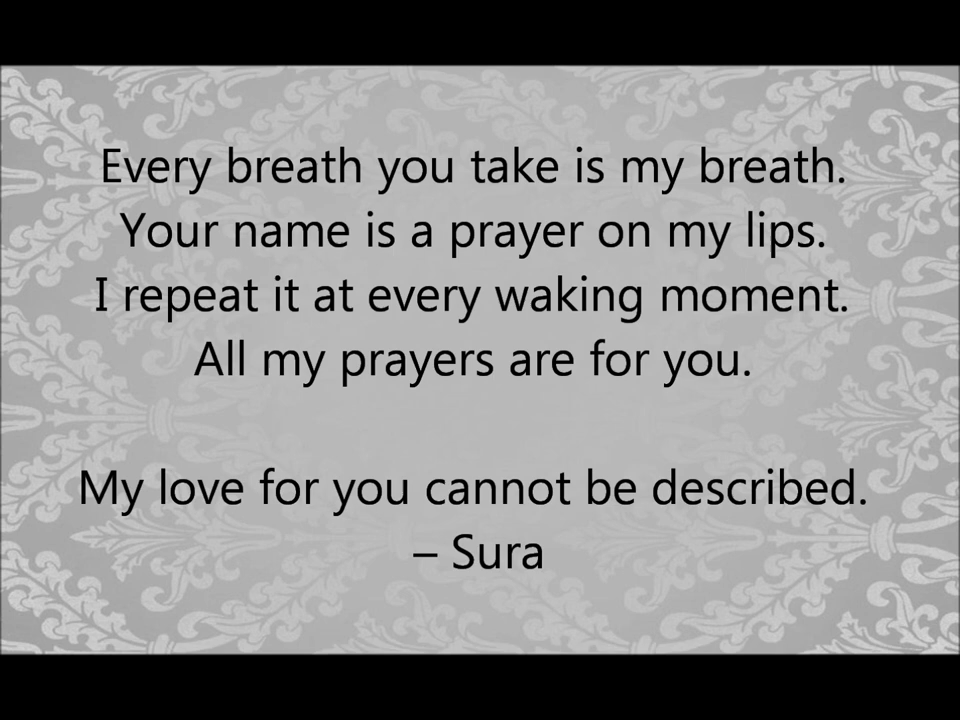 Every breath you take is my breath.
Your name is a prayer on my lips.
I repeat it at every waking moment.
All my prayers are for you.
My love for you cannot be described.
– Sura